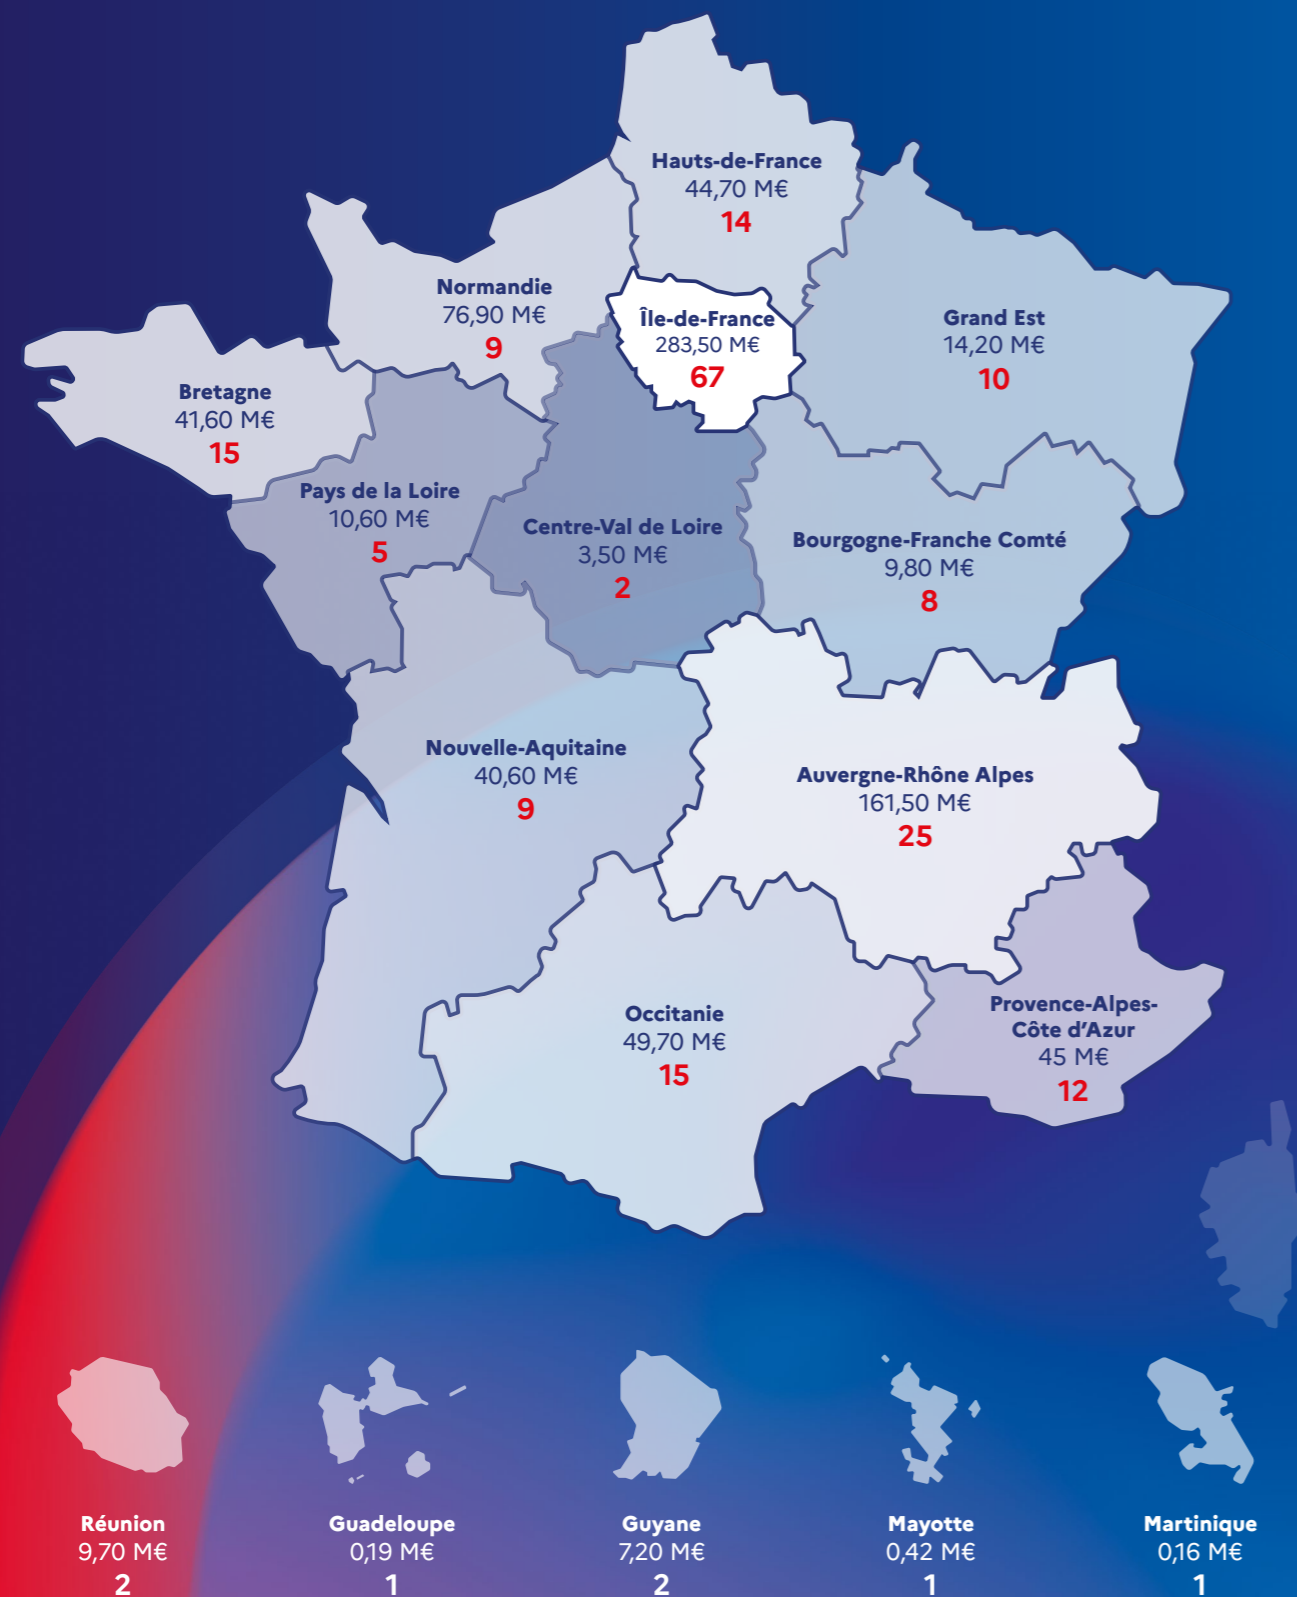 Hauts-de-France
44,70 M€
14
Normandie
76,90 M€
9
Île-de-France
283,50 M€
67
Grand Est
14,20 M€
10
Bretagne
41,60 M€
15
Pays de la Loire
10,60 M€
5
Centre-Val de Loire
3,50 M€
2
Bourgogne-Franche Comté
9,80 M€
8
Nouvelle-Aquitaine
40,60 M€
9
Auvergne-Rhône Alpes
161,50 M€
25
Occitanie
49,70 M€
15
Provence-Alpes-
Côte d’Azur
45 M€
12
Réunion
9,70 M€
2
Guadeloupe
0,19 M€
1
Guyane
7,20 M€
2
Mayotte
0,42 M€
1
Martinique
0,16 M€
1